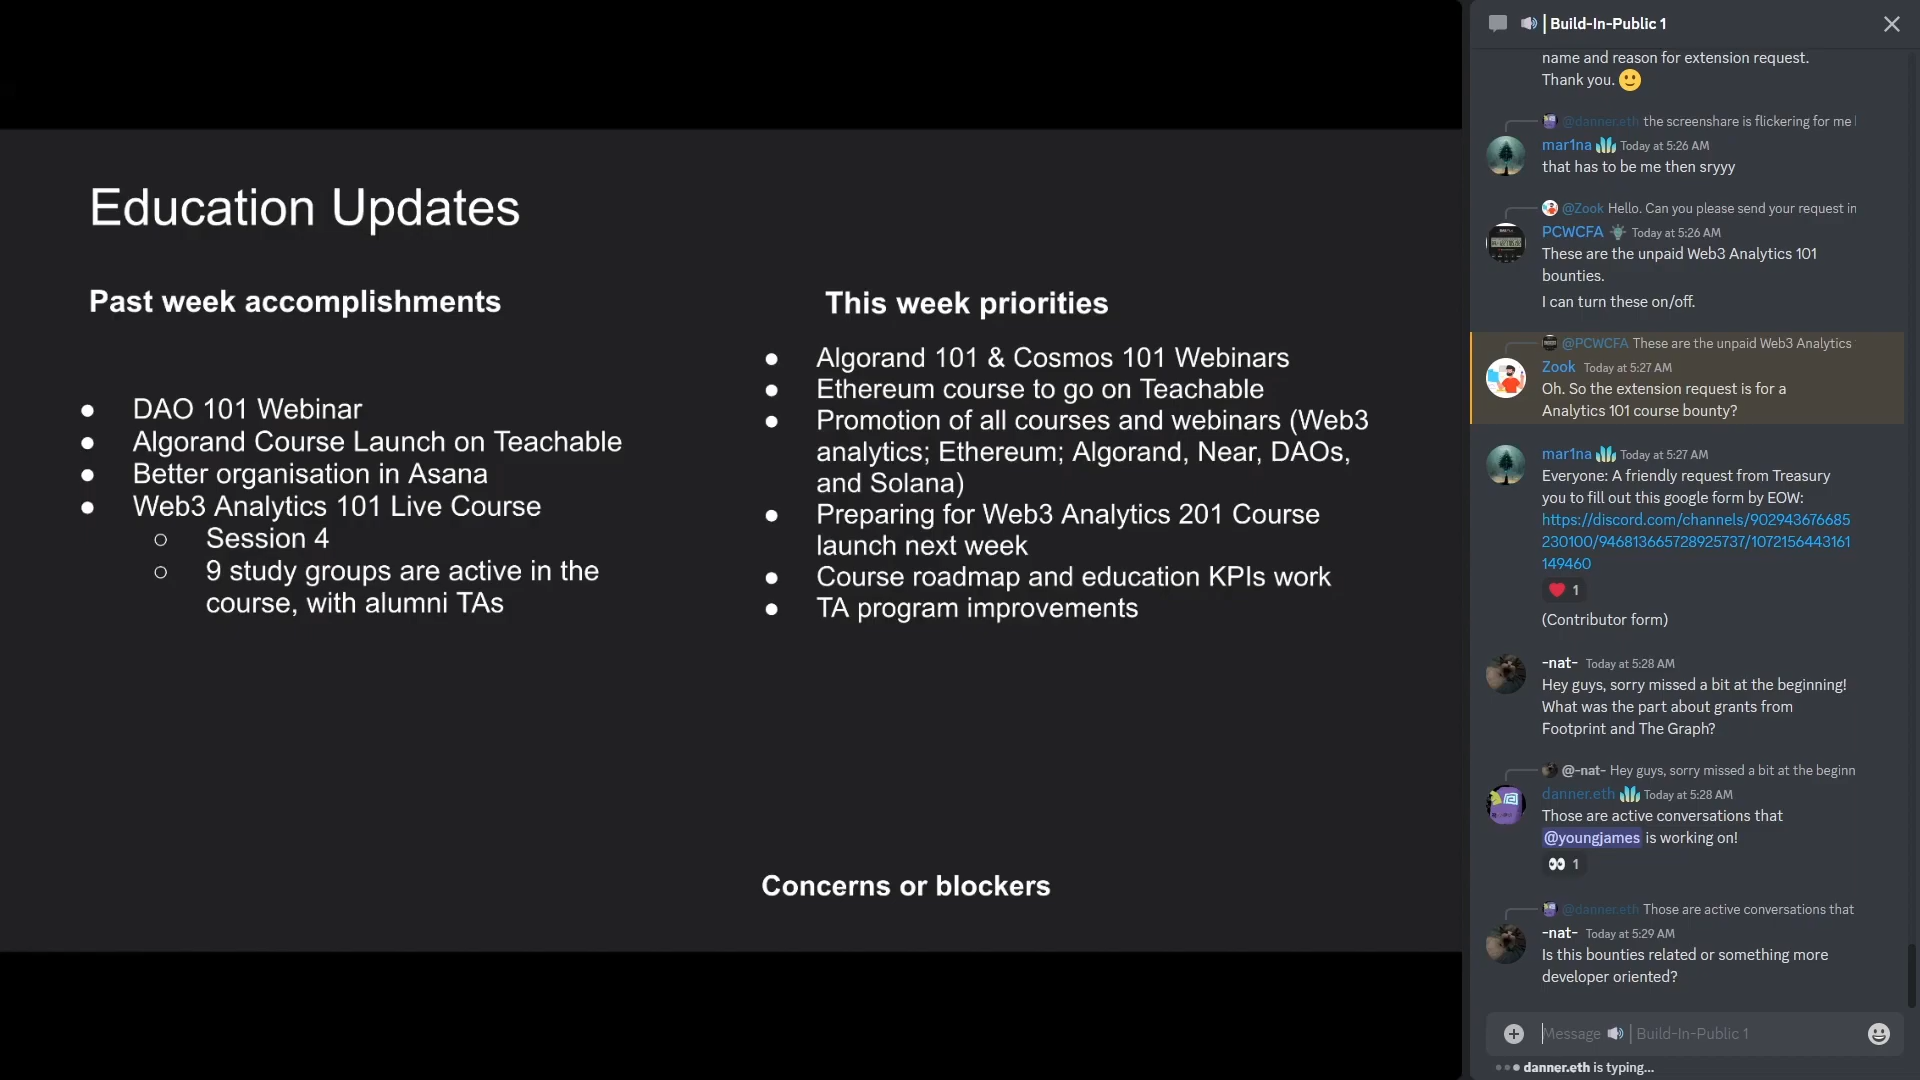 Education Updates
Past week accomplishments
DAO 101 Webinar
Algorand Course Launch on Teachable
Better organisation in Asana
Web3 Analytics 101 Live Course
Session 4
9 study groups are active in the
course, with alumni TAs
This week priorities
Algorand 101 & Cosmos 101 Webinars
Ethereum course to go on Teachable
Promotion of all courses and webinars (Web3
analytics; Ethereum; Algorand, Near, DAOs,
and Solana)
Preparing for Web3 Analytics 201 Course
launch next week
Course roadmap and education KPIs work
TA program improvements
Concerns or blockers
| Build-In-Public 1
name and reason for extension request.
Thank you.
@danner.eth the screenshare is flickering for me
mar1na Today at 5:26 AM
that has to be me then sryyy
@Zook Hello. Can you please send your request in
PCWCFA Today at 5:26 AM
These are the unpaid Web3 Analytics 101
bounties.
I can turn these on/off.
@PCWCFA These are the unpaid Web3 Analytics
Zook Today at 5:27 AM
Oh. So the extension request is for a
Analytics 101 course bounty?
mar1na Today at 5:27 AM
Everyone: A friendly request from Treasury
you to fill out this google form by EOW:
https://discord.com/channels/902943676685
230100/946813665728925737/1072156443161
149460
1
(Contributor form)
-nat- Today at 5:28 AM
Hey guys, sorry missed a bit at the beginning!
What was the part about grants from
Footprint and The Graph?
@-nat- Hey guys, sorry missed a bit at the beginn
danner.eth Today at 5:28 AM
Those are active conversations that
@youngjames is working on!
1
@danner.eth Those are active conversations that
-nat- Today at 5:29 AM
Is this bounties related or something more
developer oriented?
Message | Build-In-Public 1
danner.eth is typing...